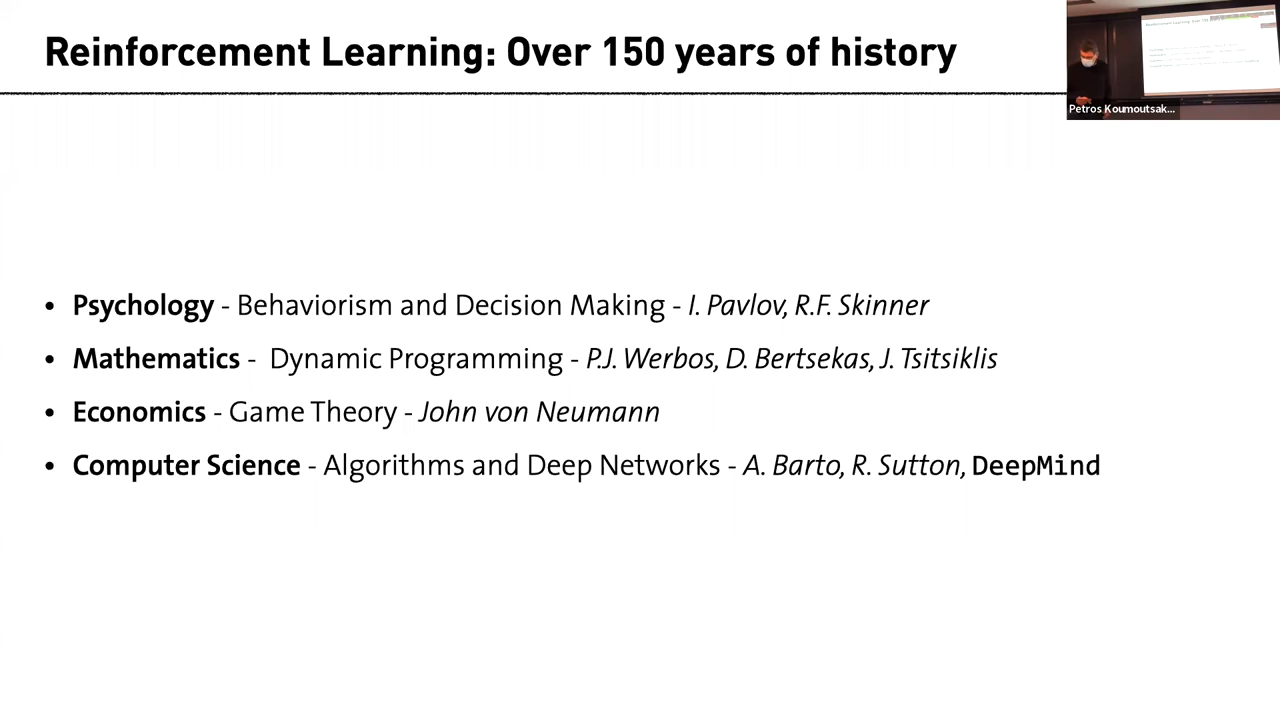 Reinforcement Learning: Over 150 years of history
Petros Koumoutsak...
• Psychology - Behaviorism and Decision Making - I. Pavlov, R.F. Skinner
• Mathematics - Dynamic Programming - P.J. Werbos, D. Bertsekas, J. Tsitsiklis
• Economics - Game Theory - John von Neumann
• Computer Science - Algorithms and Deep Networks - A. Barto, R. Sutton, DeepMind